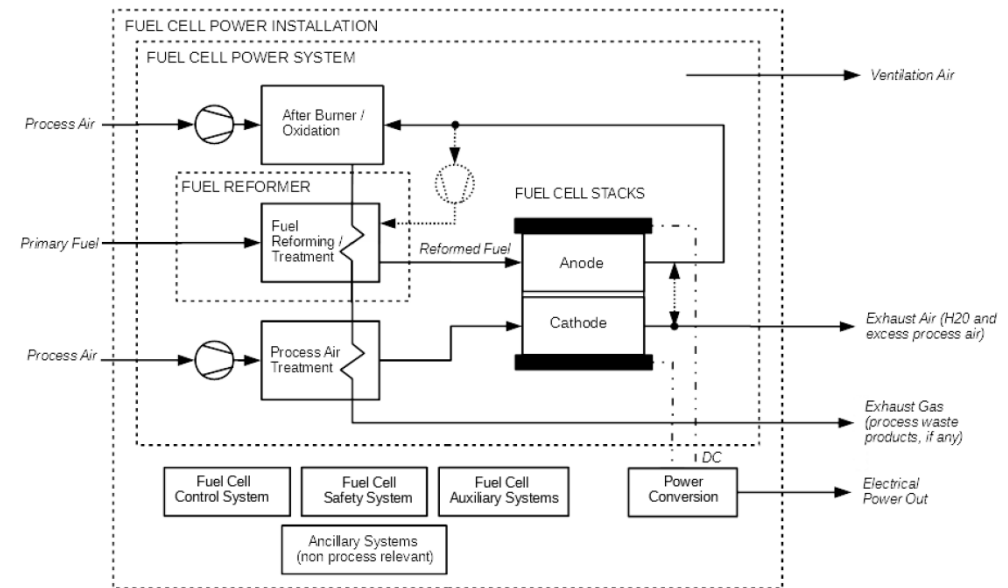 FUEL CELL POWER INSTALLATION
FUEL CELL POWER SYSTEM
Ventilation Air
Process Air
After Burner /
Oxidation
FUEL REFORMER
FUEL CELL STACKS
Primary Fuel
Fuel
Reforming /
Treatment
Reformed Fuel
Anode
Cathode
Exhaust Air (H20 and
excess process air)
Process Air
Process Air
Treatment
Exhaust Gas
(process waste
products, if any)
DC
Fuel Cell
Control System
Fuel Cell
Safety System
Fuel Cell
Auxiliary Systems
Power
Conversion
Electrical
Power Out
Ancillary Systems
(non process relevant)